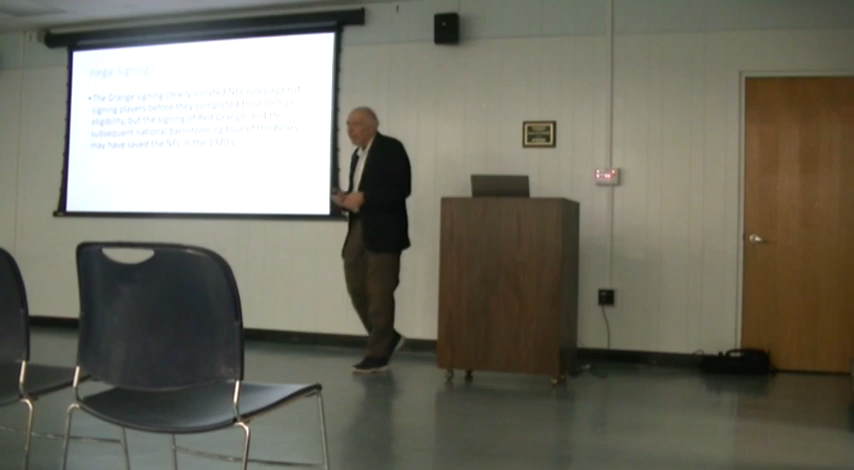 Illegal Signing
• The Grange signing clearly violated NFL rules against
signing players before they completed their college
eligibility, but the signing of Red Grange, and the
subsequent national barnstorming tour of the Bears,
may have saved the NFL in the 1920's.